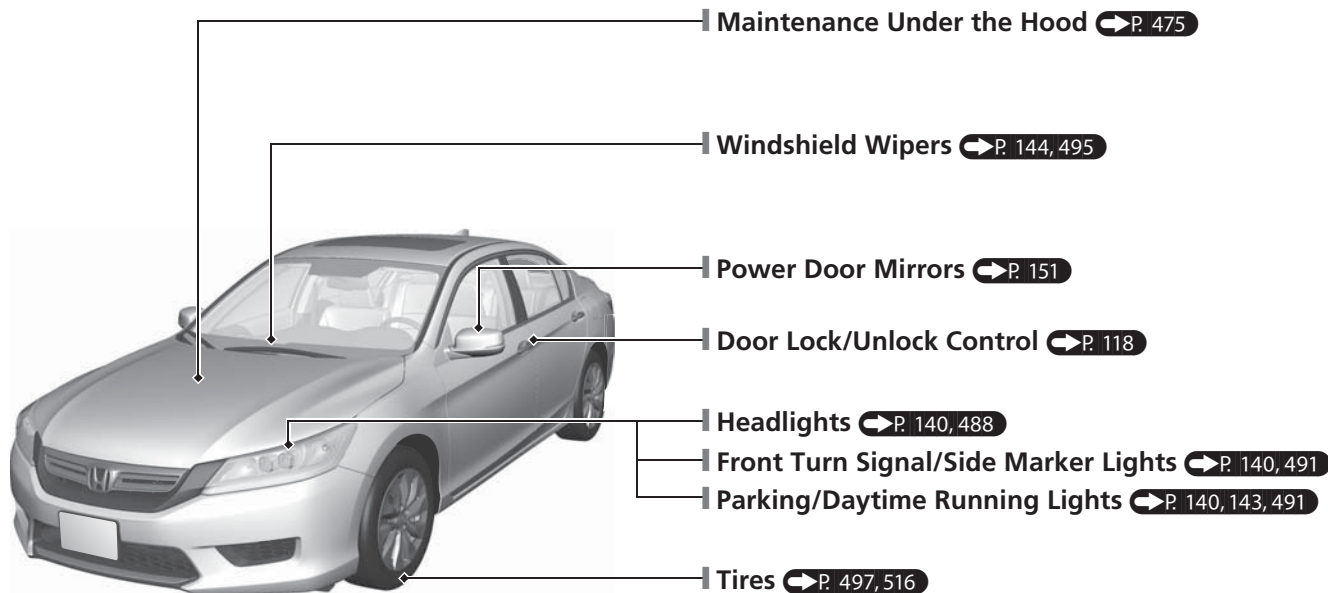 Maintenance Under the Hood P. 475
Windshield Wipers P. 144, 495
Power Door Mirrors P. 151
Door Lock/Unlock Control P. 118
Headlights P. 140, 488
Front Turn Signal/Side Marker Lights P. 140, 491
Parking/Daytime Running Lights P. 140, 143, 491
Tires P. 497, 516